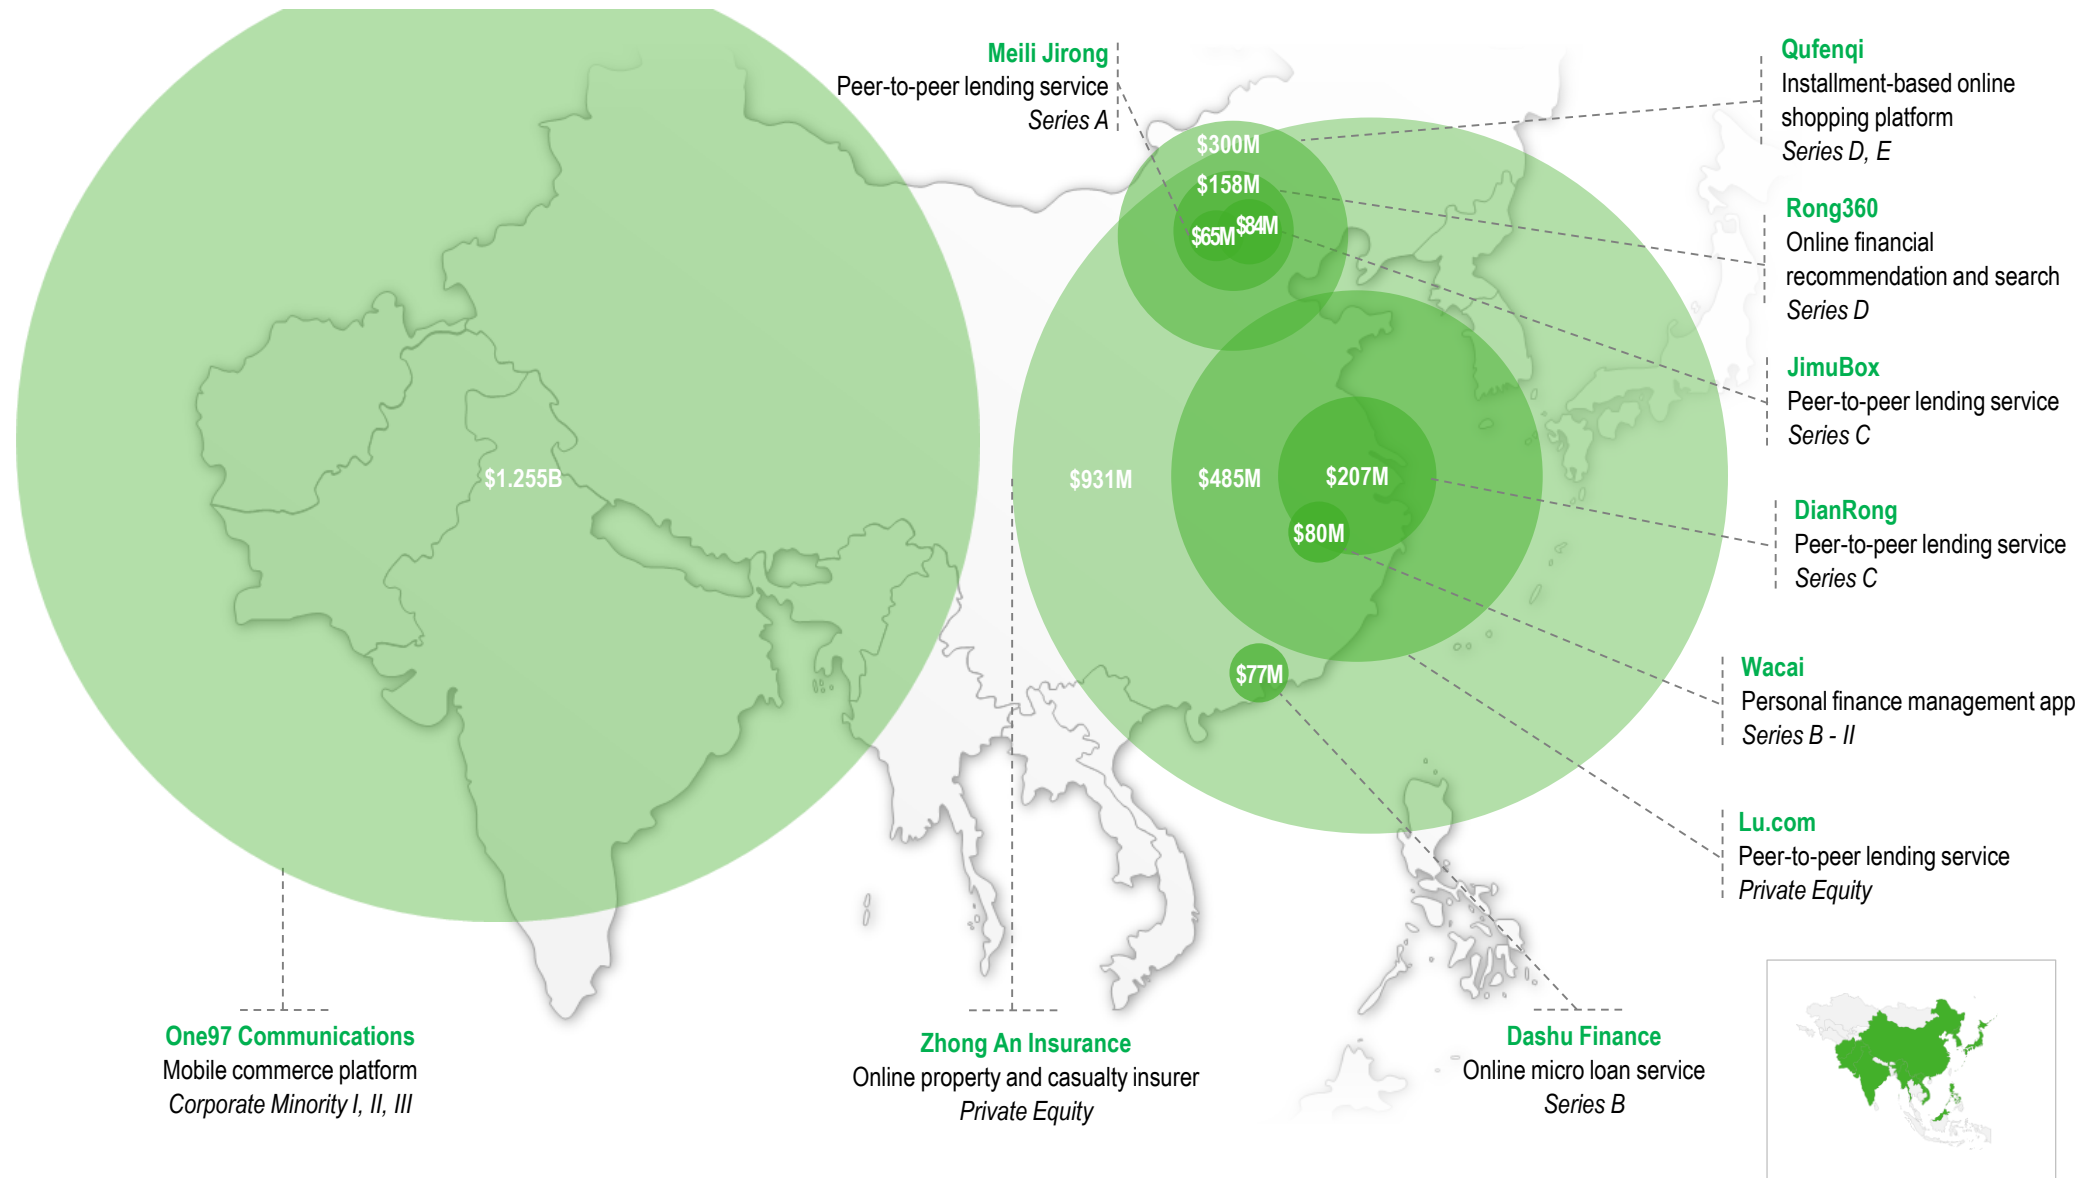 Meili Jirong
Peer-to-peer lending service
Series A
Qufenqi
Installment-based online
shopping platform
Series D, E
$300M
$158M
$65M
$84M
Rong360
Online financial
recommendation and search
Series D
JimuBox
Peer-to-peer lending service
Series C
$1.255B
$931M
$485M
$207M
$80M
DianRong
Peer-to-peer lending service
Series C
$77M
Wacai
Personal finance management app
Series B - II
Lu.com
Peer-to-peer lending service
Private Equity
One97 Communications
Mobile commerce platform
Corporate Minority I, II, III
Zhong An Insurance
Online property and casualty insurer
Private Equity
Dashu Finance
Online micro loan service
Series B